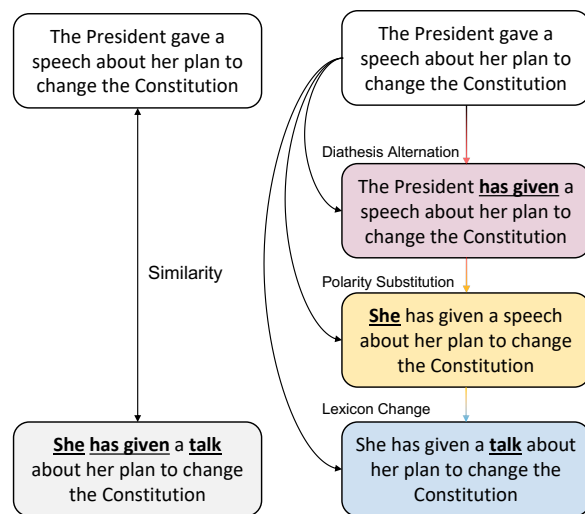 The President gave a
speech about her plan to
change the Constitution
Similarity
She has given a talk
about her plan to change
the Constitution
The President gave a
speech about her plan to
change the Constitution
Diathesis Alternation
The President has given a
speech about her plan to
change the Constitution
Polarity Substitution
She has given a speech
about her plan to change
the Constitution
Lexicon Change
She has given a talk about
her plan to change the
Constitution